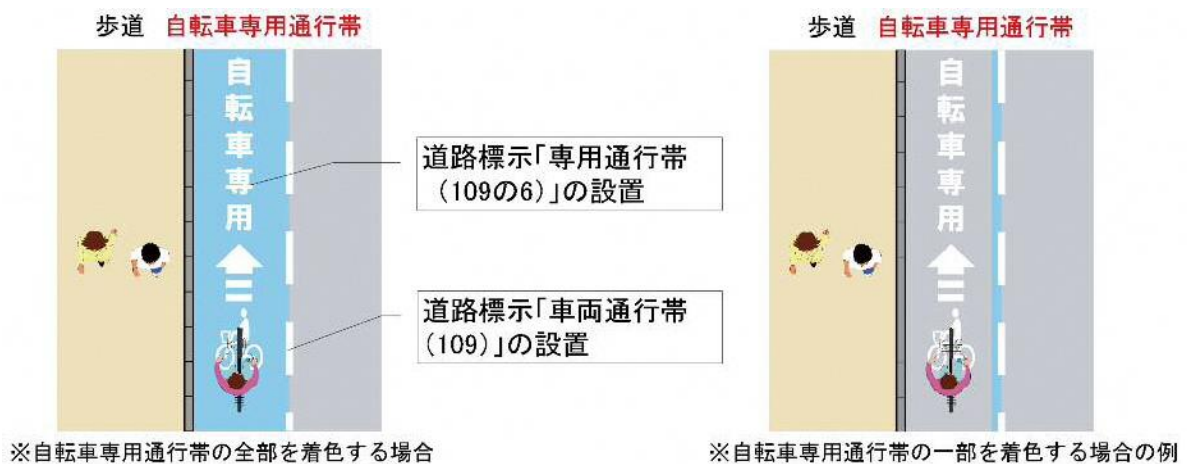 歩道 自転車専用通行帯
自転車専用
道路標示「専用通行帯
(109の6)」の設置
道路標示「車両通行帯
(109)」の設置
※自転車専用通行帯の全部を着色する場合
歩道 自転車専用通行帯
自転車専用
※自転車専用通行帯の一部を着色する場合の例